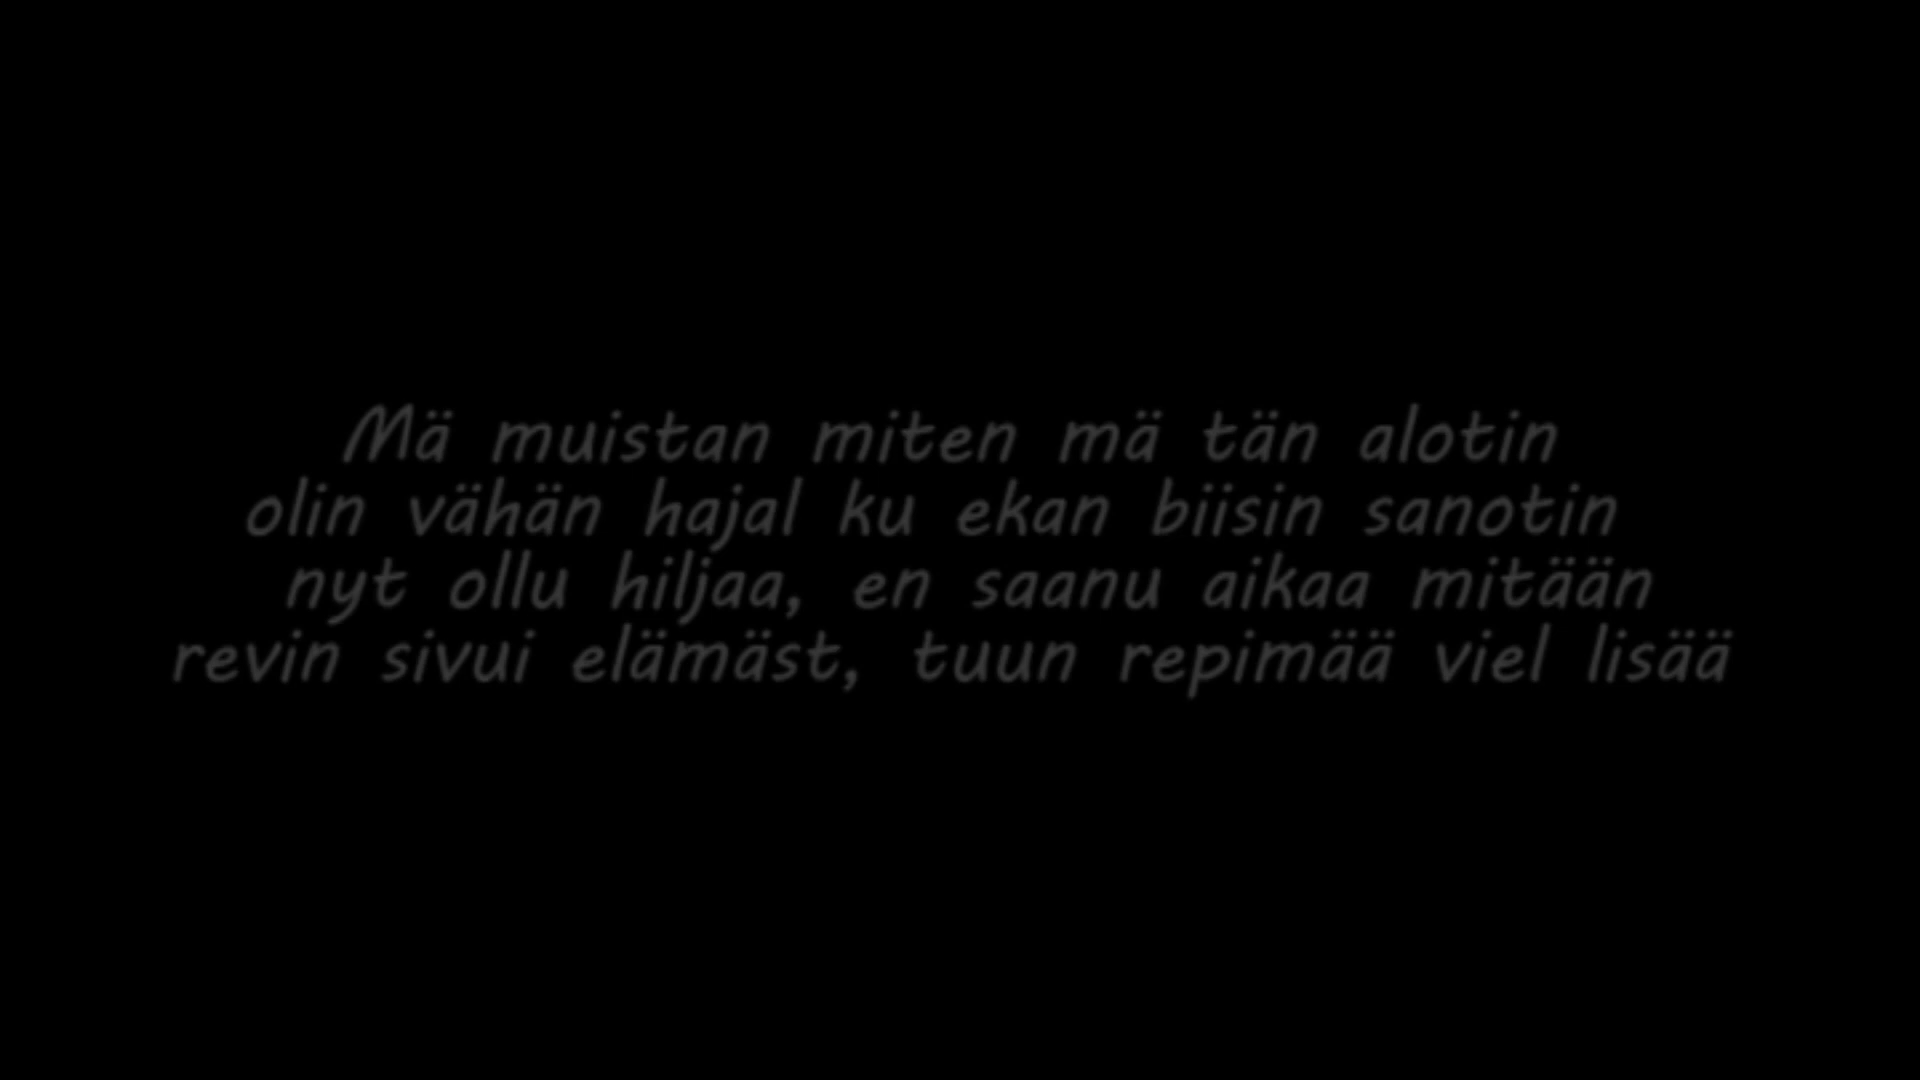 Mä muistan miten mä tän alotin
olin vähän hajal ku ekan biisin sanotin
nyt ollu hiljaa, en saanu aikaa mitään
revin sivui elämäst, tuun repimää viel lisää